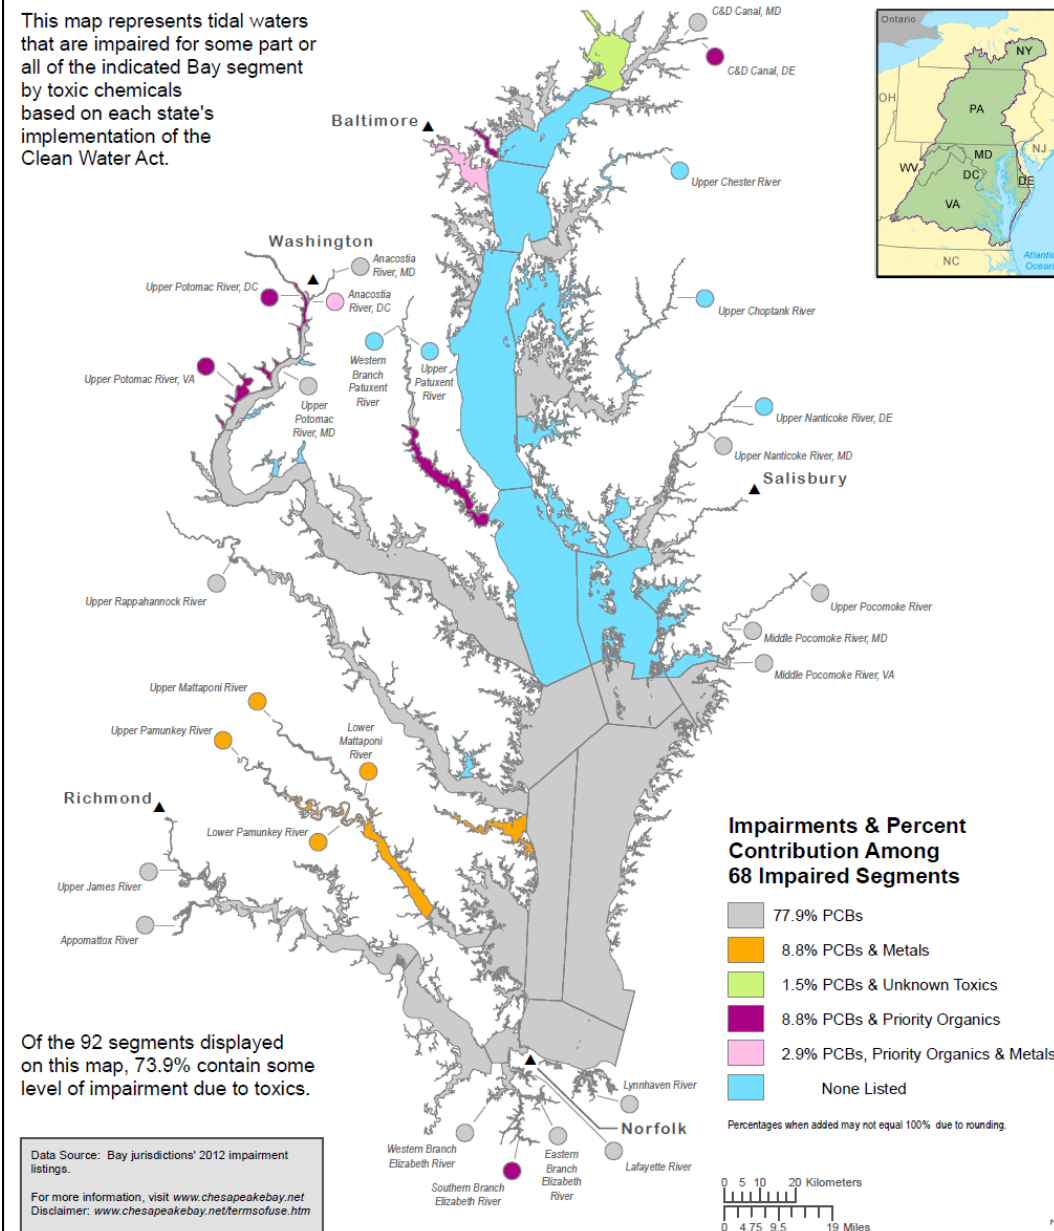 This map represents tidal waters
that are impaired for some part or
all of the indicated Bay segment
by toxic chemicals
based on each state's
implementation of the
Clean Water Act.
C&D Canal, MD
C&D Canal, DE
Ontario
NY
OH
PA
NJ
MD
WV
DC
DE
VA
NC
Atlantic
Ocean
Baltimore
Upper Chester River
Washington
Anacostia
River, MD
Upper Potomac River, DC
Anacostia
River, DC
Upper Choptank River
Western
Branch
Patuxent
River
Upper
Patuxent
River
Upper Potomac River, VA
Upper
Potomac
River, MD
Upper Nanticoke River, DE
Upper Nanticoke River, MD
Salisbury
Upper Rappahannock River
Upper Pocomoke River
Middle Pocomoke River, MD
Middle Pocomoke River, VA
Upper Mattaponi River
Upper Pamunkey River
Lower
Mattaponi
River
Richmond
Lower Pamunkey River
Upper James River
Appomattox River
Impairments & Percent
Contribution Among
68 Impaired Segments
77.9% PCBs
8.8% PCBs & Metals
1.5% PCBs & Unknown Toxics
8.8% PCBs & Priority Organics
2.9% PCBs, Priority Organics & Metals
None Listed
Percentages when added may not equal 100% due to rounding.
Of the 92 segments displayed
on this map, 73.9% contain some
level of impairment due to toxics.
Lynnhaven River
Norfolk
Western Branch
Elizabeth River
Eastern
Branch
Elizabeth
River
Lafayette River
Southern Branch
Elizabeth River
Data Source: Bay jurisdictions' 2012 impairment
listings.
For more information, visit www.chesapeakebay.net
Disclaimer: www.chesapeakebay.net/termsofuse.htm
0 5 10 20 Kilometers
0 4.75 9.5 19 Miles